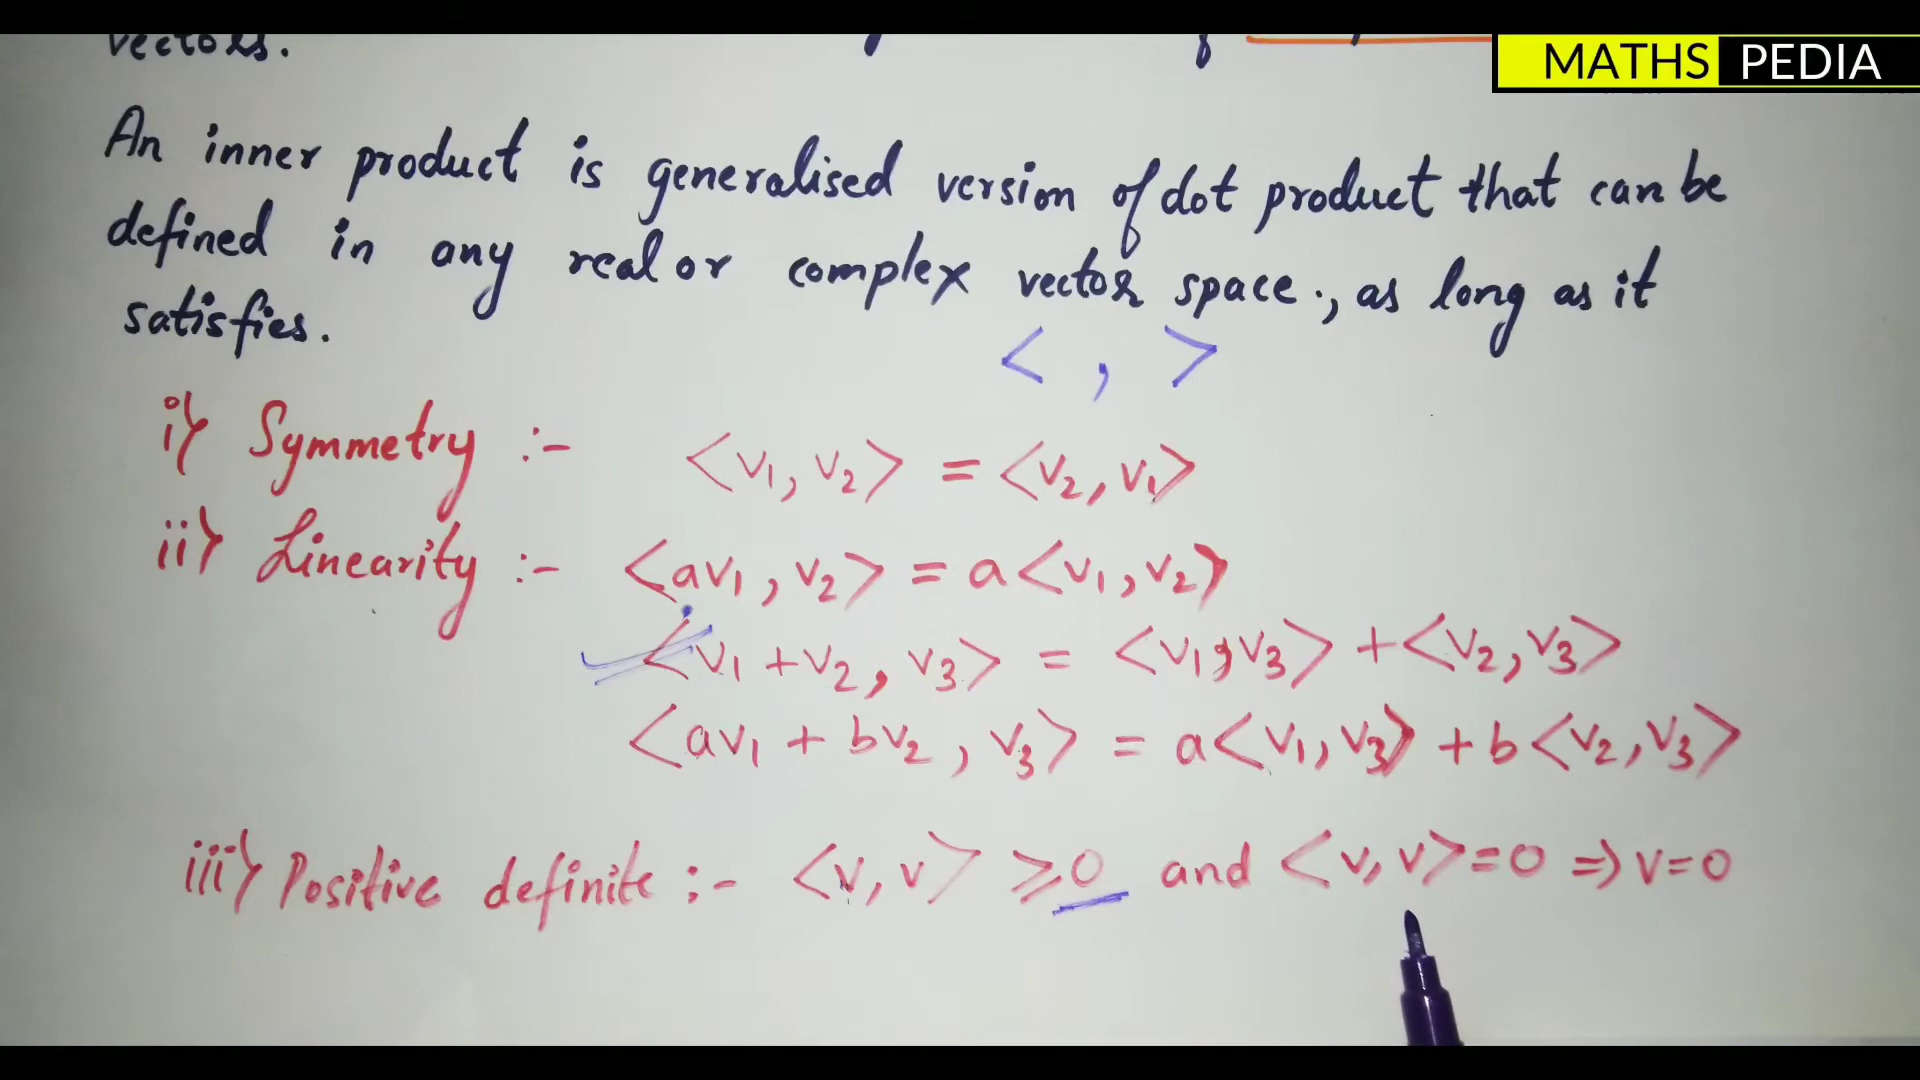 MATHS PEDIA
vectors.
An inner product is generalised version of dot product that can be
defined in any real or complex vector space., as long as it
satisfies.
< , >
i) Symmetry :- <v₁, v₂> = <v₂, v₁>
ii) Linearity :- <av₁, v₂> = a<v₁, v₂>
<v₁ + v₂, v₃> = <v₁, v₃> + <v₂, v₃>
<av₁ + bv₂, v₃> = a<v₁, v₃> + b<v₂, v₃>
iii) Positive definite :- <v, v> ≥ 0 and <v, v> = 0 => v = 0